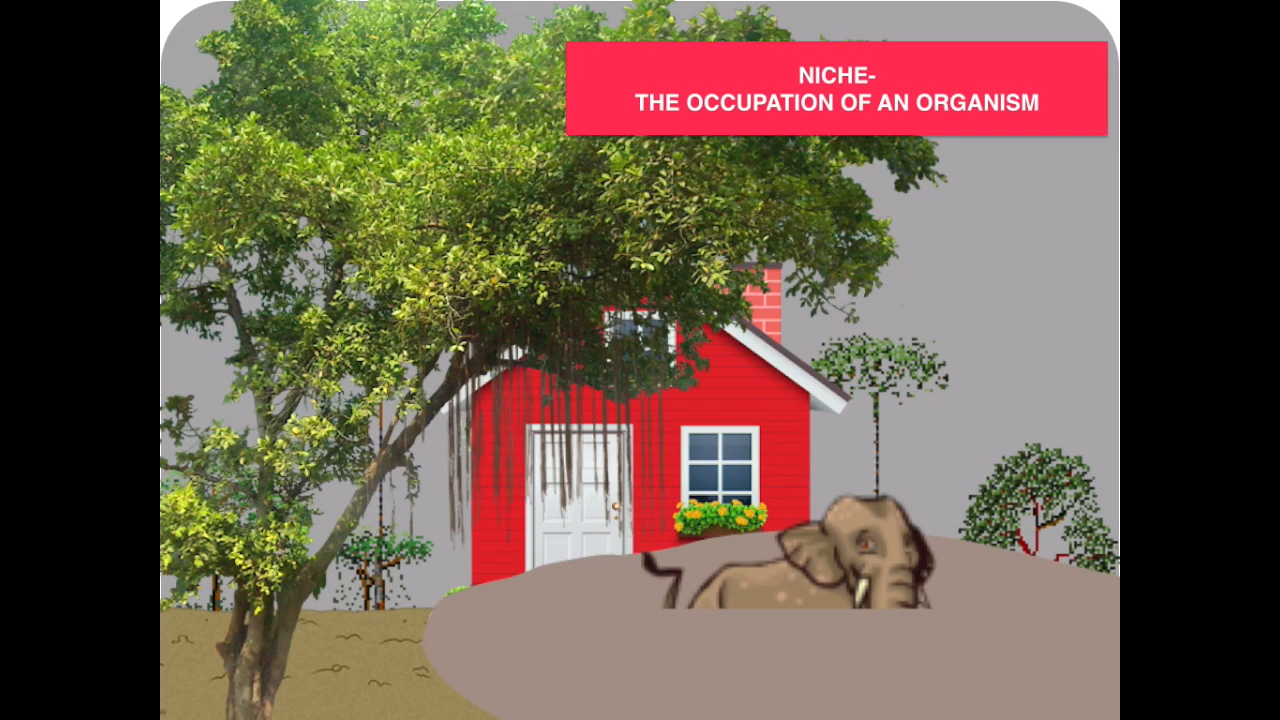 NICHE-
THE OCCUPATION OF AN ORGANISM